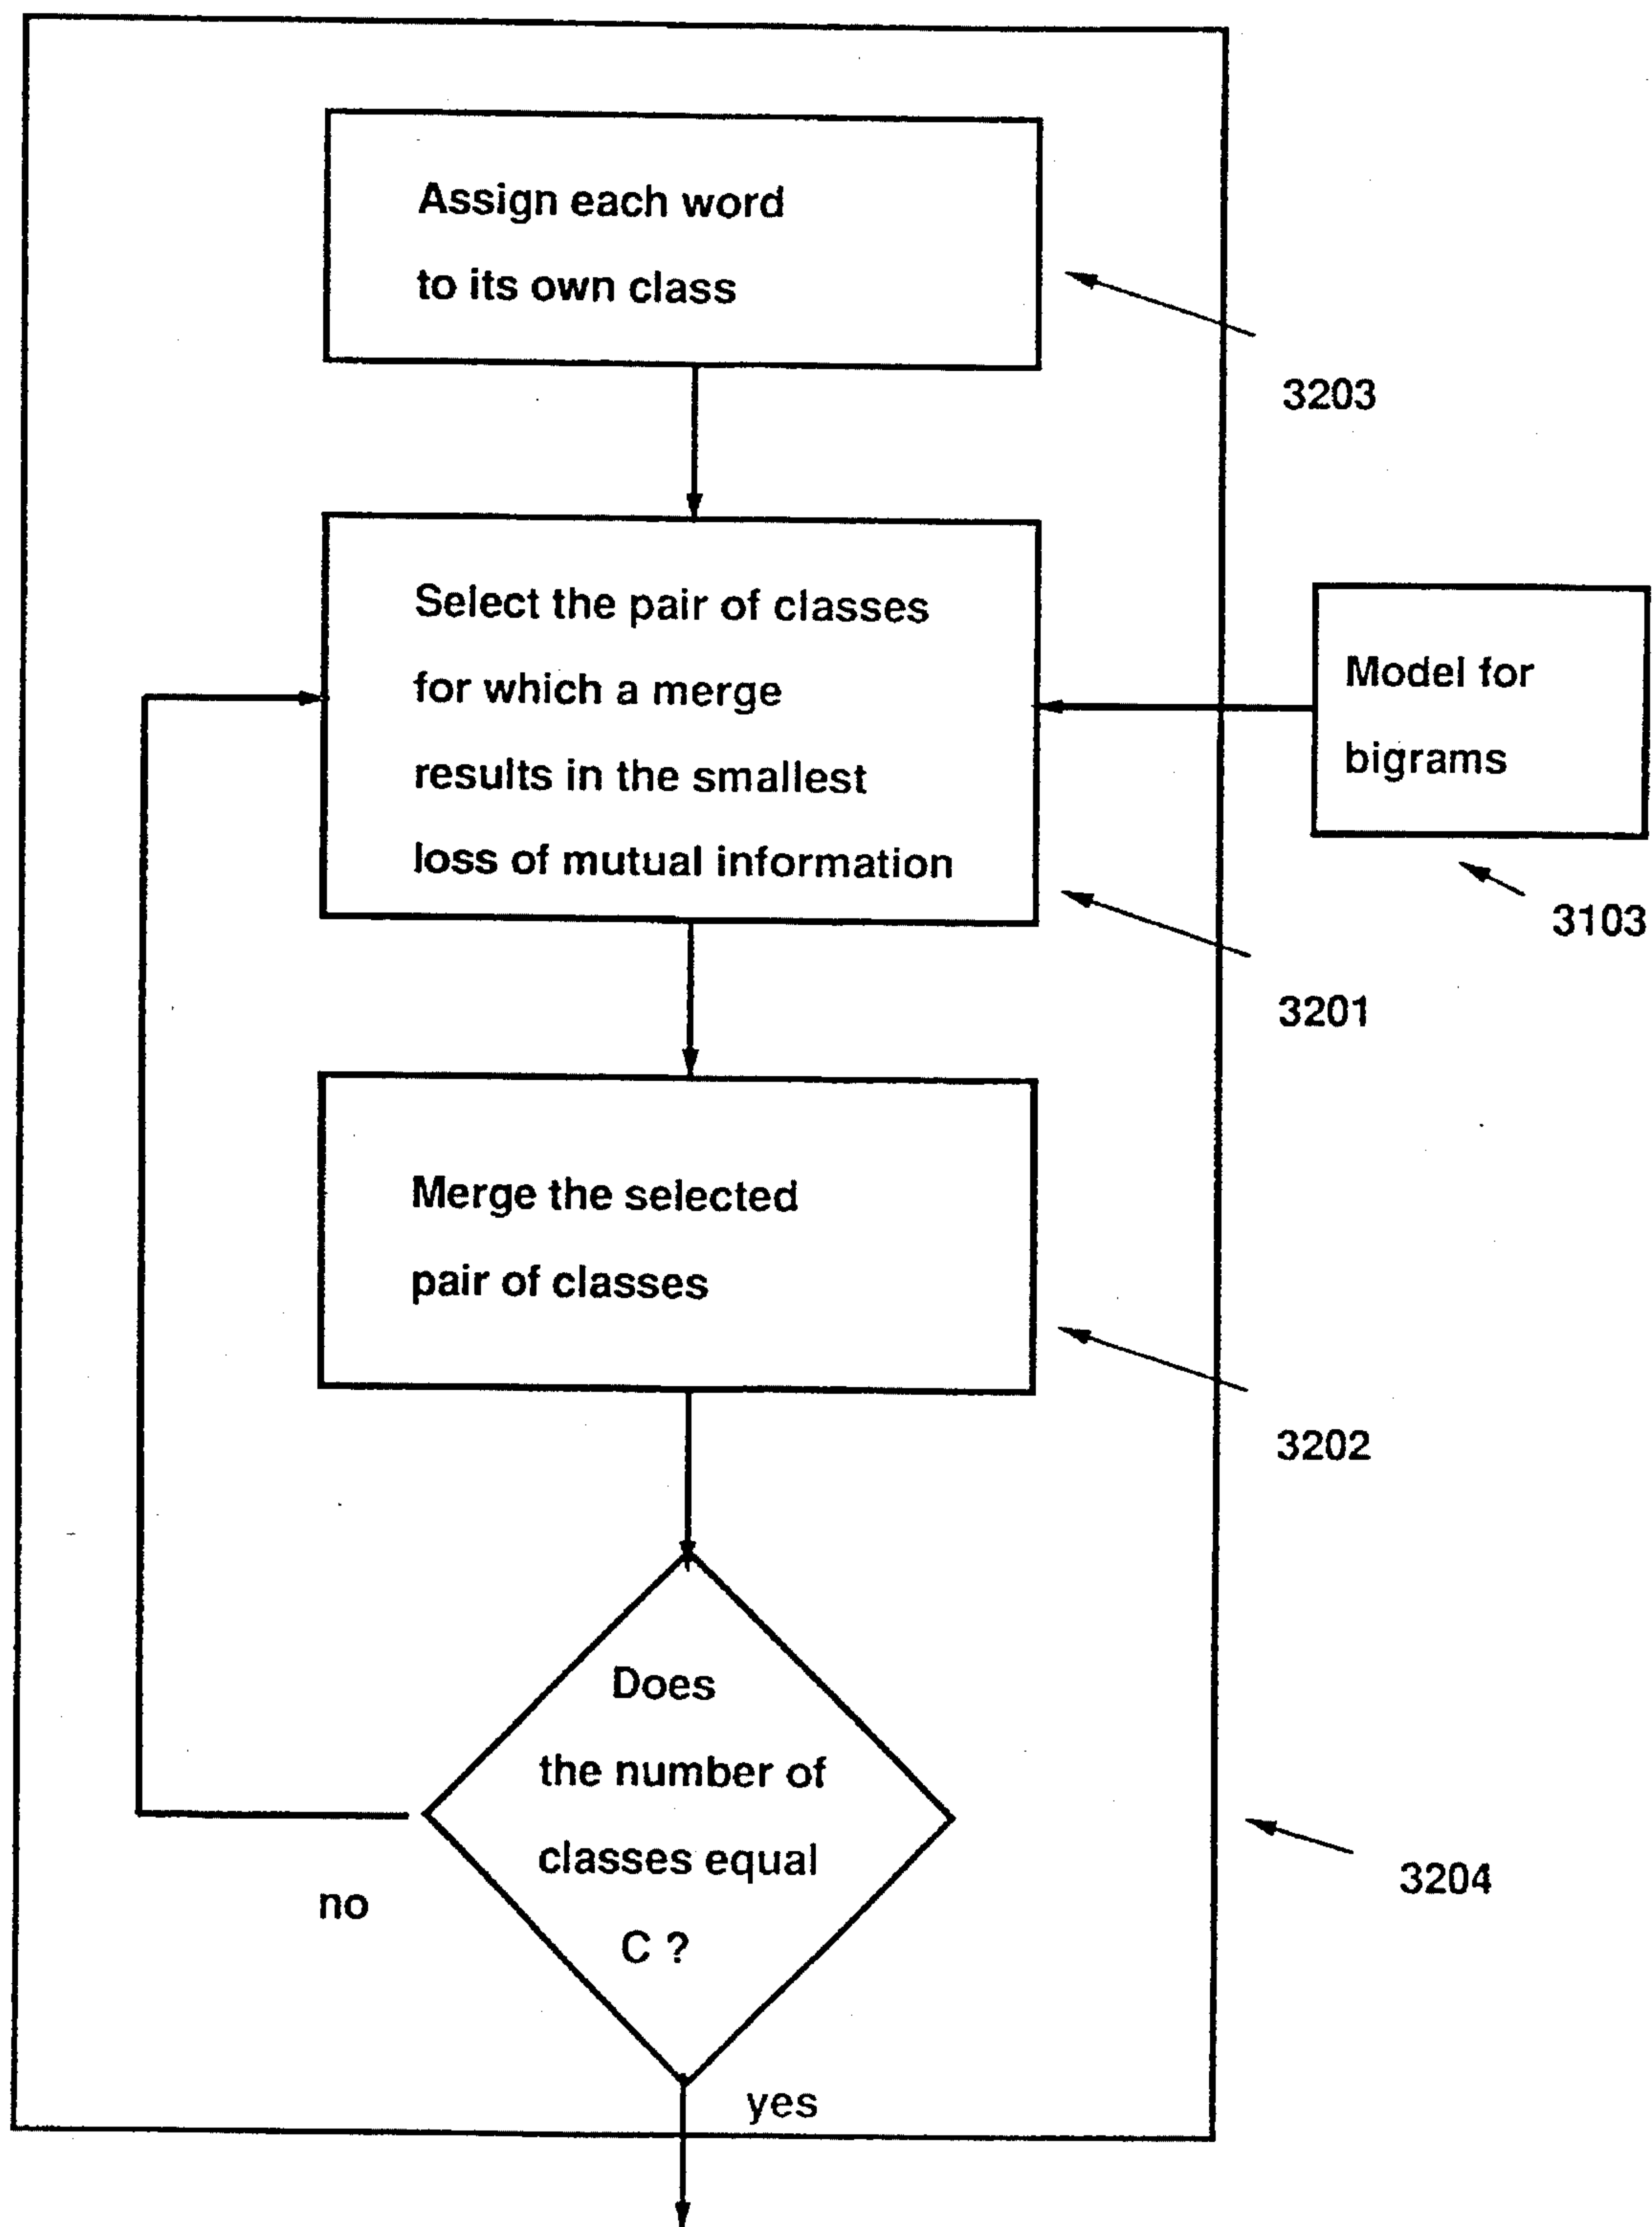 Assign each word
to its own class
3203
Select the pair of classes
for which a merge
results in the smallest
loss of mutual information
Model for
bigrams
3103
3201
Merge the selected
pair of classes
3202
Does
the number of
classes equal
C ?
no
3204
yes